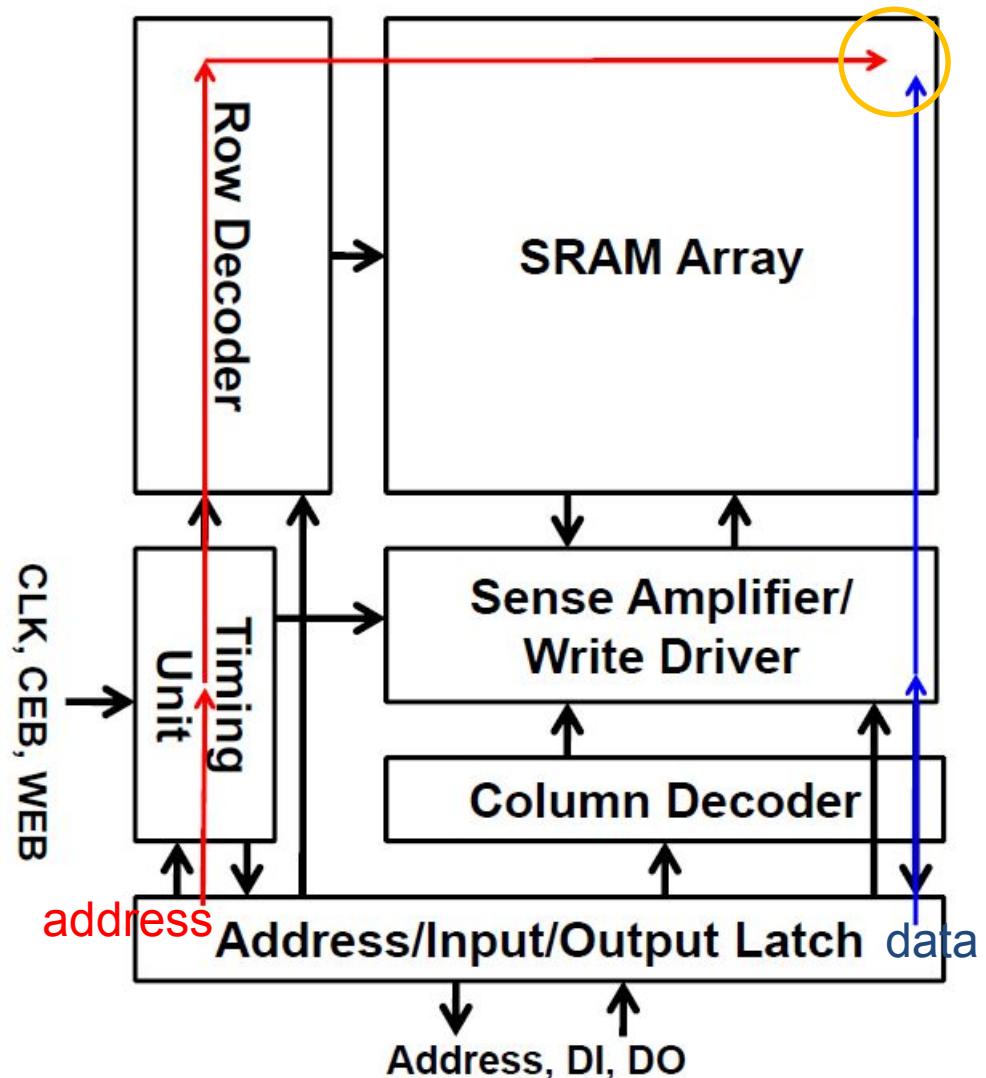 Row Decoder
SRAM Array
CLK, CEB, WEB
Timing
Unit
Sense Amplifier/
Write Driver
Column Decoder
address
Address/Input/Output Latch
data
Address, DI, DO